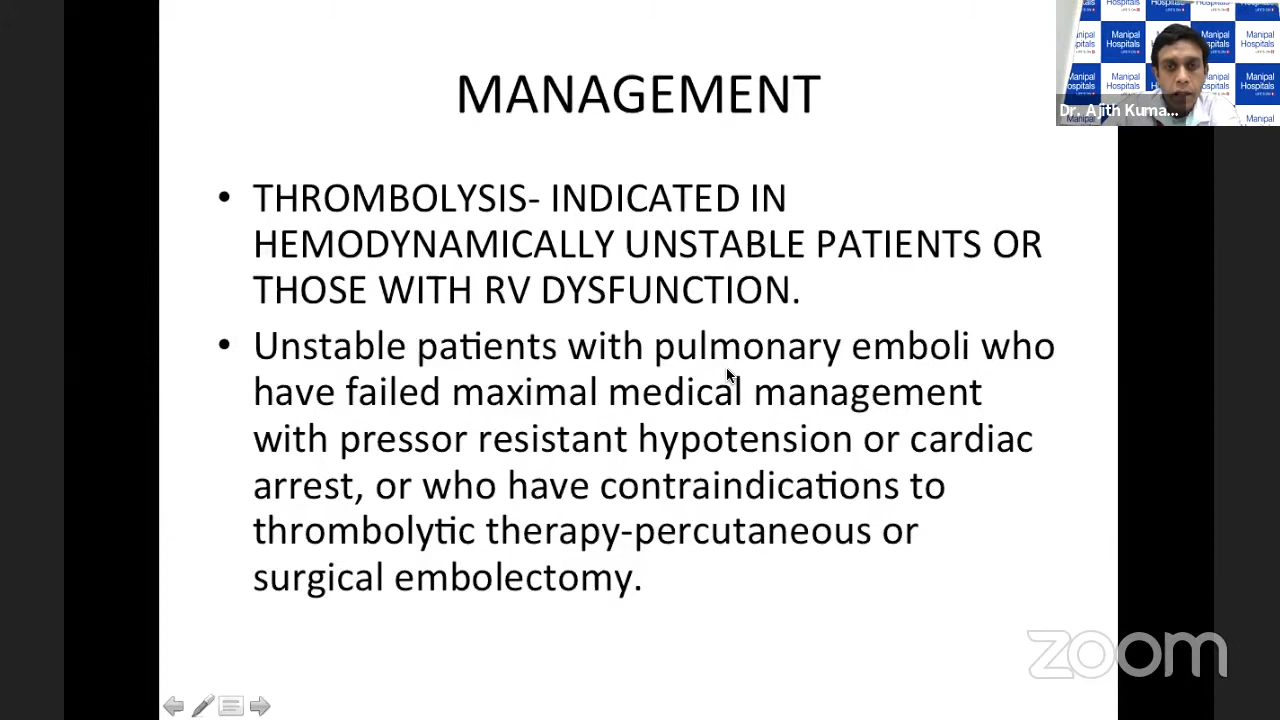 MANAGEMENT
• THROMBOLYSIS- INDICATED IN
HEMODYNAMICALLY UNSTABLE PATIENTS OR
THOSE WITH RV DYSFUNCTION.
• Unstable patients with pulmonary emboli who
have failed maximal medical management
with pressor resistant hypotension or cardiac
arrest, or who have contraindications to
thrombolytic therapy-percutaneous or
surgical embolectomy.
Manipal
Hospitals
Dr. Ajith Kuma...
zoom